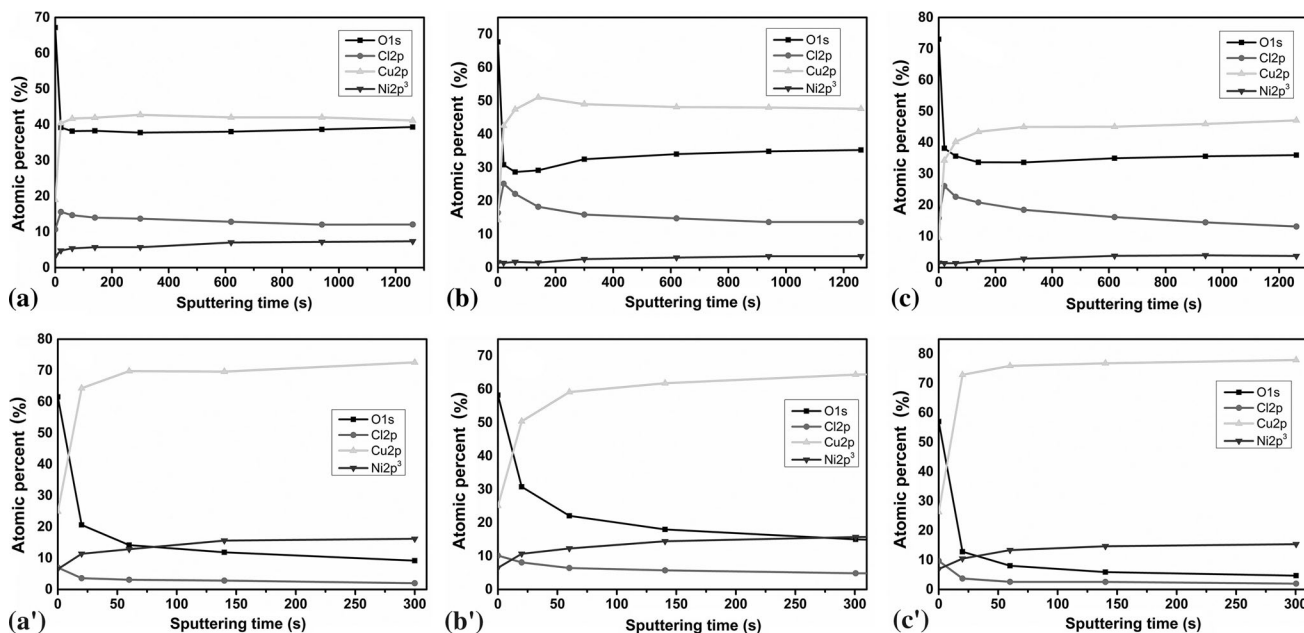 70
60
50
40
30
20
10
0
Atomic percent (%)
O1s
Cl2p
Cu2p
Ni2p³
0 200 400 600 800 1000 1200
Sputtering time (s)
(a)
80
70
60
50
40
30
20
10
0
Atomic percent (%)
O1s
Cl2p
Cu2p
Ni2p³
0 200 400 600 800 1000 1200
Sputtering time (s)
(b)
80
70
60
50
40
30
20
10
0
Atomic percent (%)
O1s
Cl2p
Cu2p
Ni2p³
0 200 400 600 800 1000 1200
Sputtering time (s)
(c)
80
70
60
50
40
30
20
10
0
Atomic percent (%)
O1s
Cl2p
Cu2p
Ni2p³
0 50 100 150 200 250 300
Sputtering time (s)
(a')
70
60
50
40
30
20
10
0
Atomic percent (%)
O1s
Cl2p
Cu2p
Ni2p³
0 50 100 150 200 250 300
Sputtering time (s)
(b')
80
70
60
50
40
30
20
10
0
Atomic percent (%)
O1s
Cl2p
Cu2p
Ni2p³
0 50 100 150 200 250 300
Sputtering time (s)
(c')